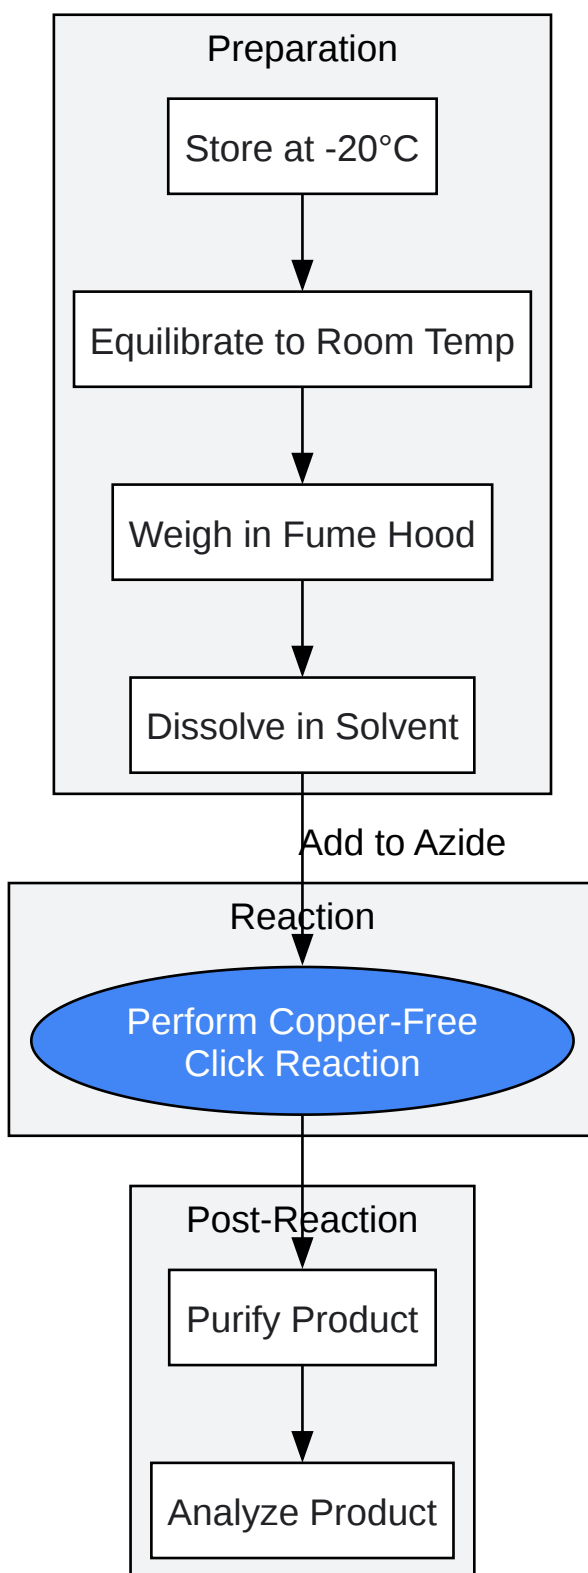 Preparation
Store at -20°C
Equilibrate to Room Temp
Weigh in Fume Hood
Dissolve in Solvent
Add to Azide
Reaction
Perform Copper-Free
Click Reaction
Post-Reaction
Purify Product
Analyze Product